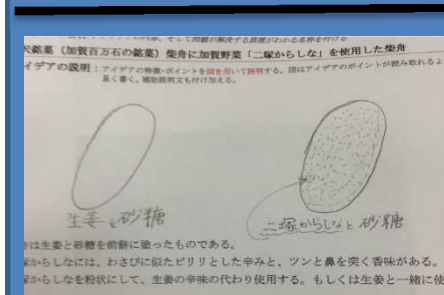 銘菓（加賀百万石の銘菓）柴舟に加賀野菜「二塚からしな」を使用した柴舟
イデアの説明：アイデアの特徴・ポイントを図を用いて説明する。図はアイデアのポイントが読み取れるよ
く書く。補助説明文も付け加える。
生姜と砂糖
二塚からしなと砂糖
は生姜と砂糖を煎餅に塗ったものである。
からしなには、わさびに似たピリリとした辛みと、ツンと鼻を突く香味がある。
からしなを粉状にして、生姜の辛味の代わり使用する。もしくは生姜と一緒に使